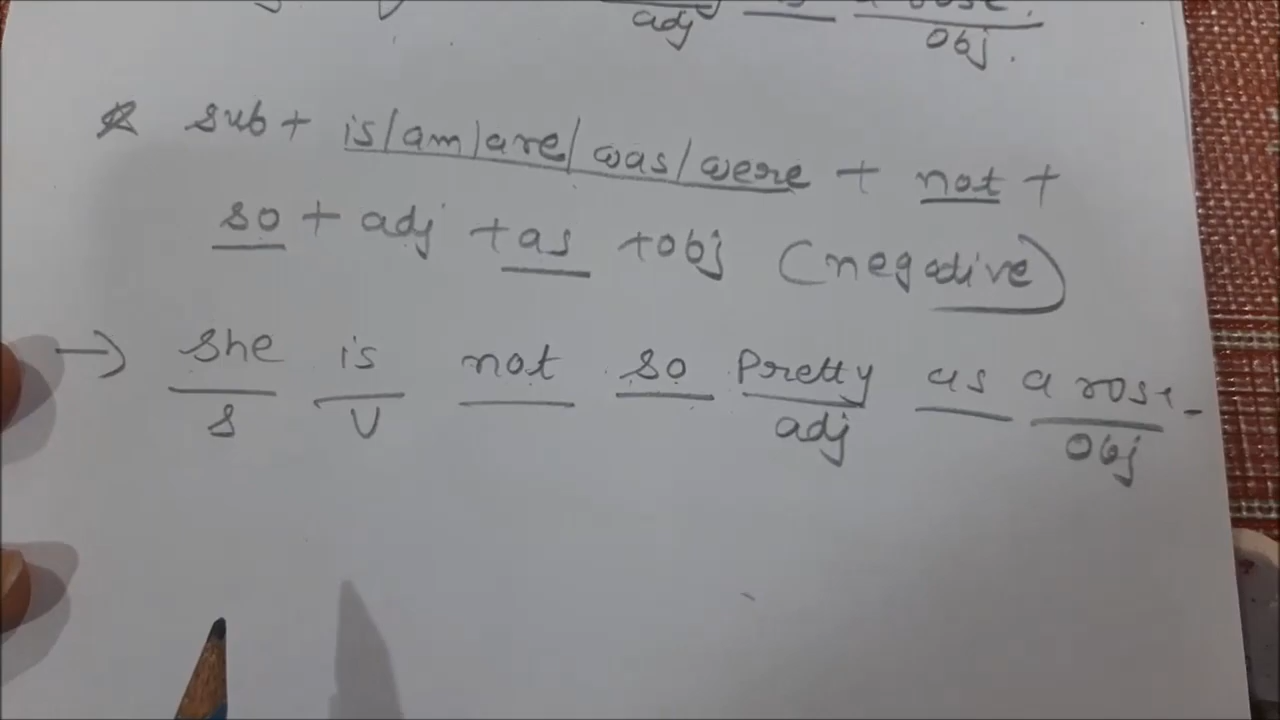 adj
obj.
* sub + is/am/are/was/were + not +
so + adj + as + obj (negative)
→ she is not so Pretty as a rose.
s v adj obj